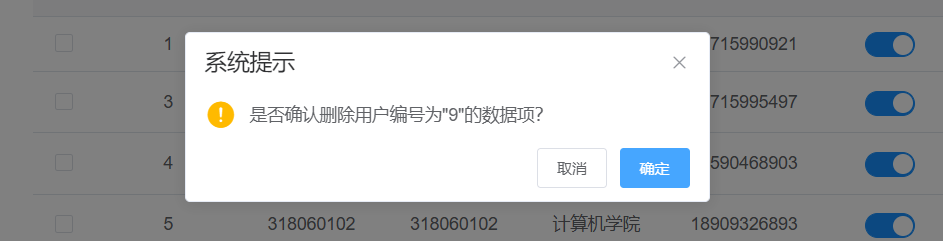 1
715990921
系统提示
3
715995497
是否确认删除用户编号为"9"的数据项?
4
590468903
取消
确定
5 318060102 318060102 计算机学院 18909326893